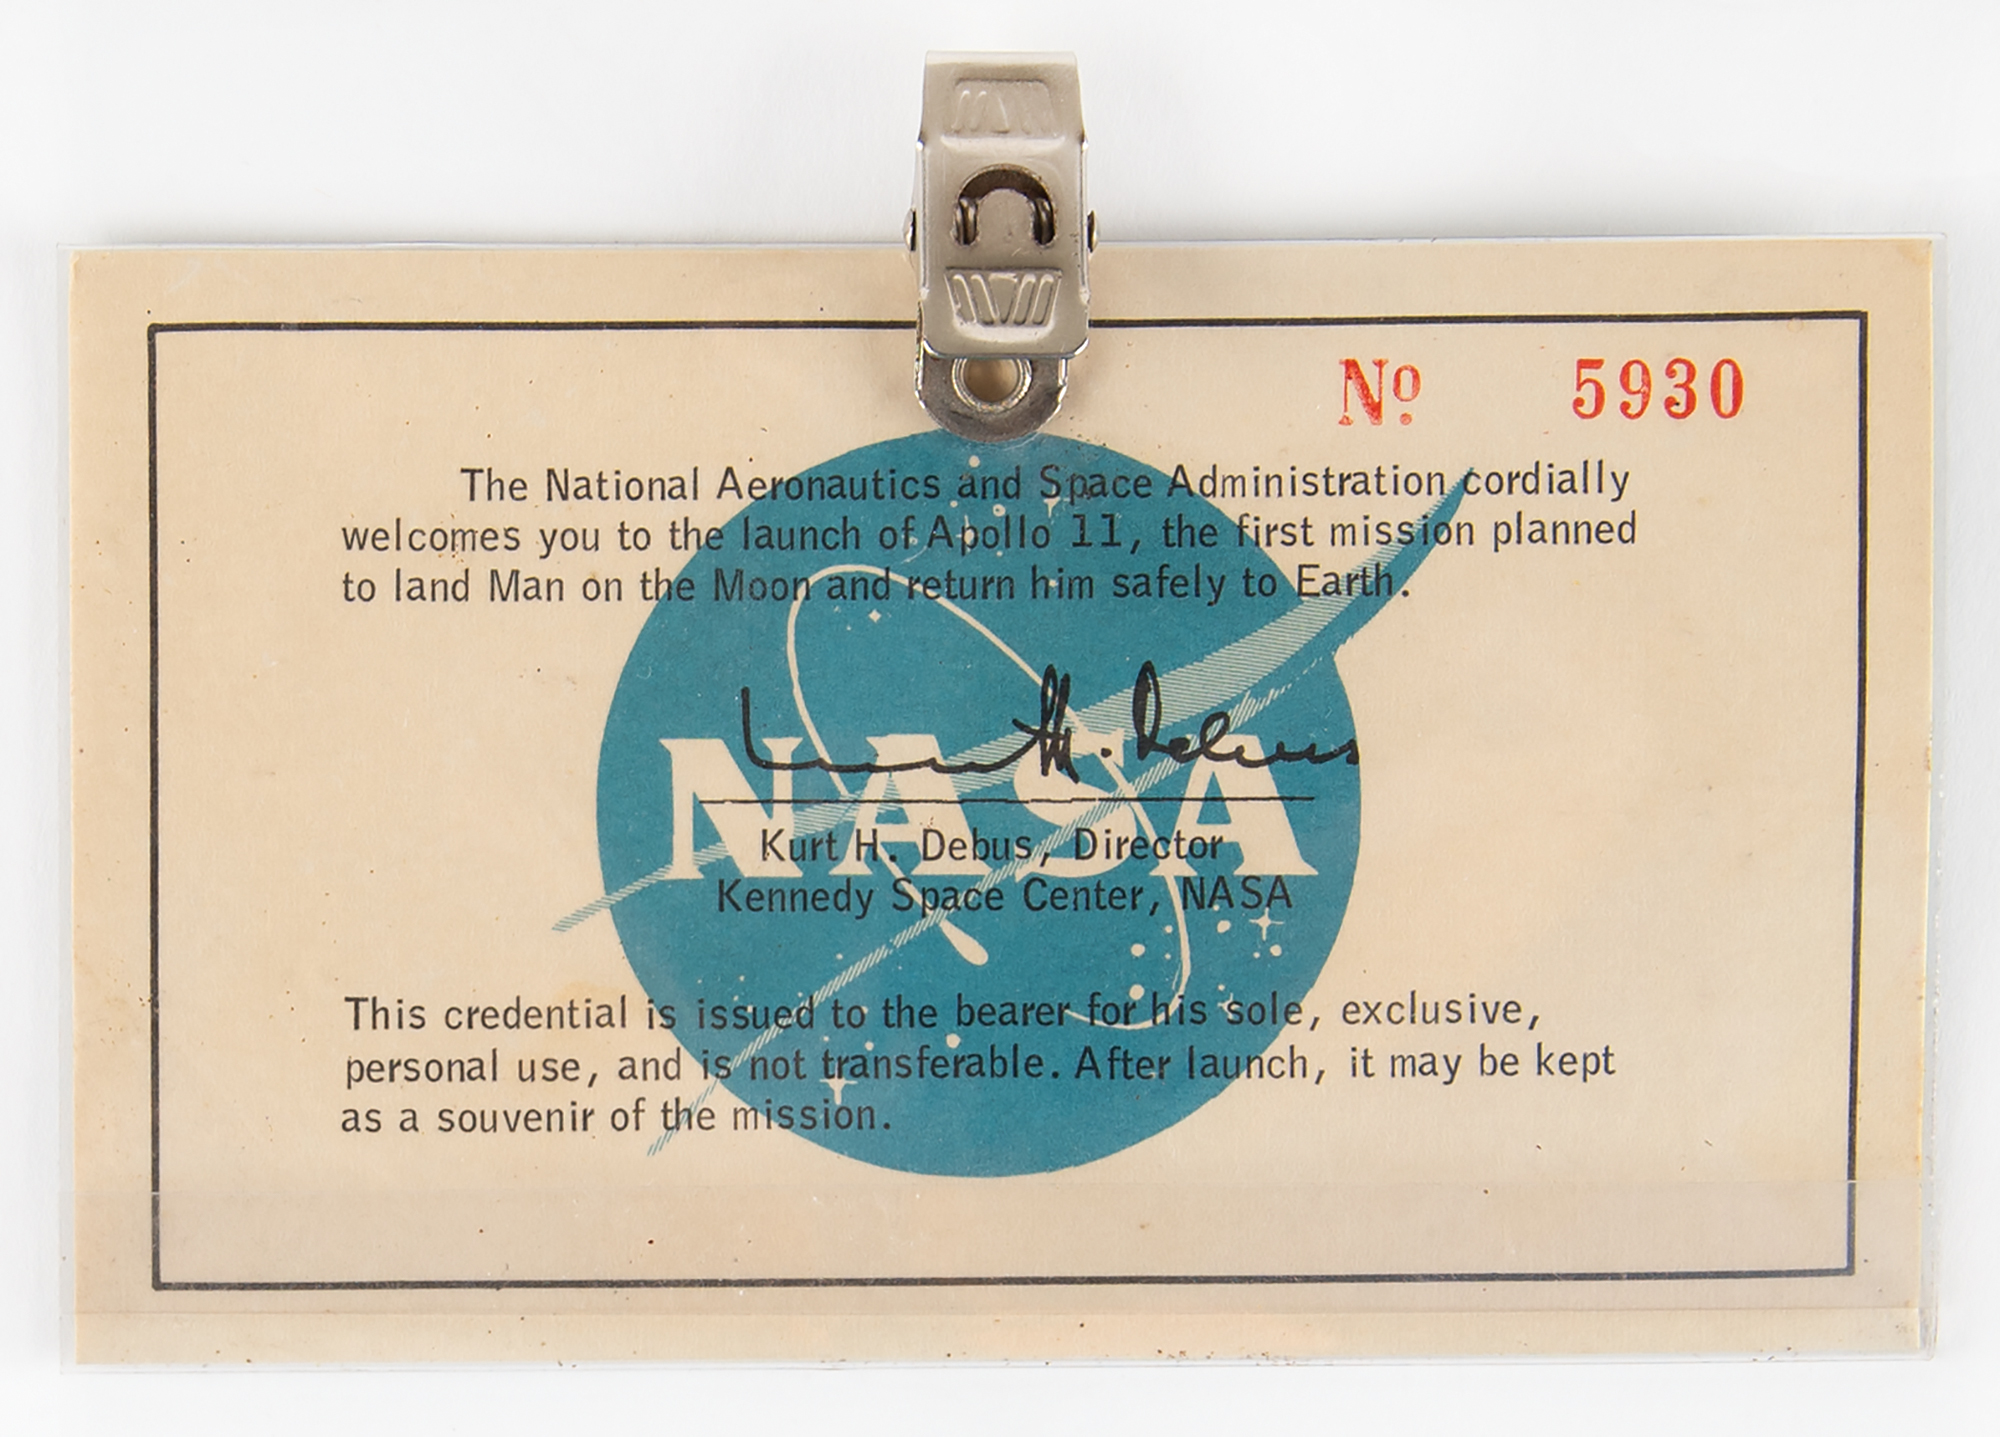 Nº 5930
The National Aeronautics and Space Administration cordially
welcomes you to the launch of Apollo 11, the first mission planned
to land Man on the Moon and return him safely to Earth.
Kurt H. Debus
NASA
Kurt H. Debus, Director
Kennedy Space Center, NASA
This credential is issued to the bearer for his sole, exclusive,
personal use, and is not transferable. After launch, it may be kept
as a souvenir of the mission.